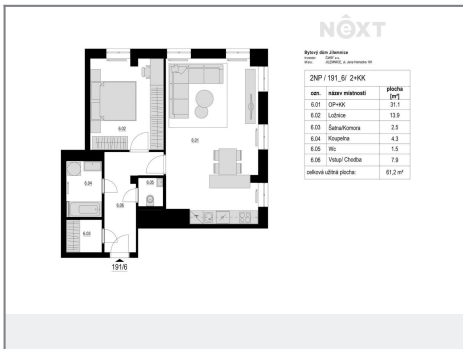 NEXT
Bytový dům Jilemnice
2NP / 191_6/ 2+KK
ozn. název místnosti plocha [m²]
6.01 OP+KK 31.1
6.02 Ložnice 13.9
6.03 Šatna/Komora 2.5
6.04 Koupelna 4.3
6.05 Wc 1.5
6.06 Vstup/ Chodba 7.9
celková užitná plocha: 61,2 m²
6.02
6.01
6.04
6.05
6.06
6.03
191/6